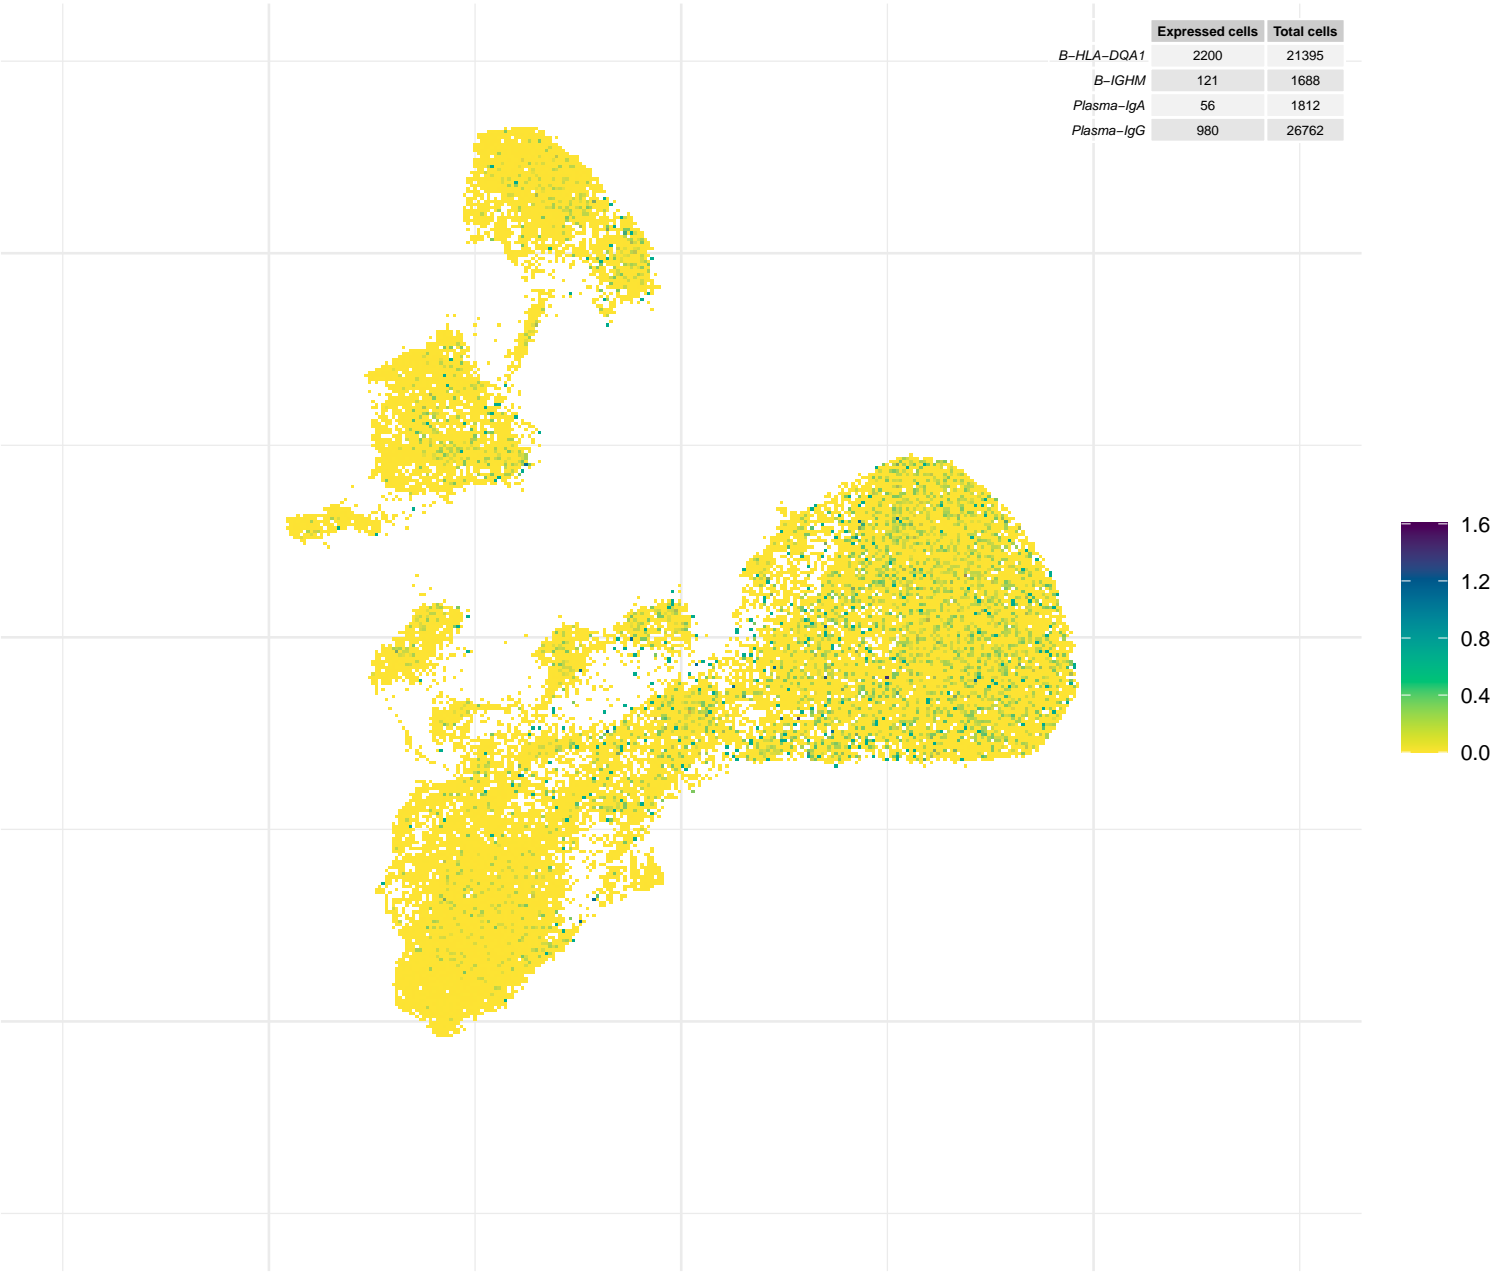 Expressed cells Total cells
B−HLA−DQA1 2200 21395
B−IGHM 121 1688
Plasma−IgA 56 1812
Plasma−IgG 980 26762
1.6
1.2
0.8
0.4
0.0